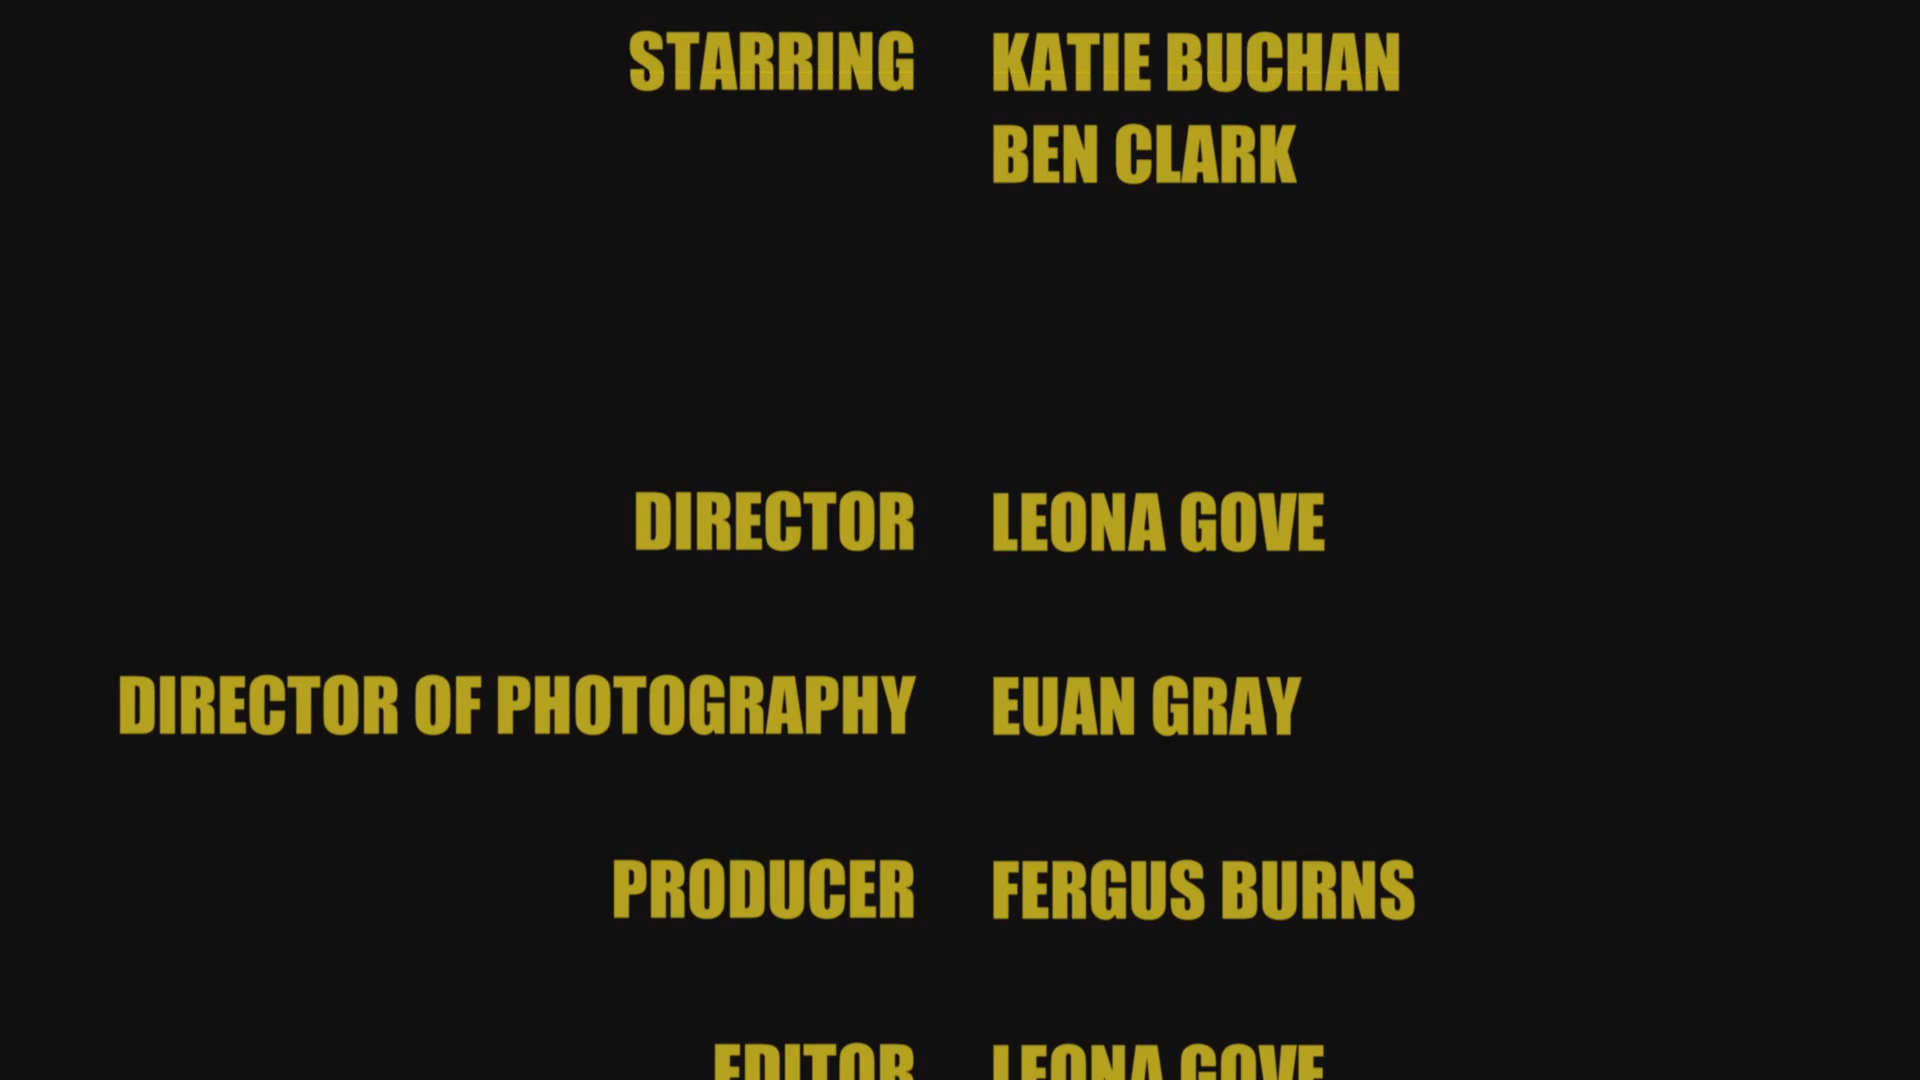 STARRING KATIE BUCHAN
BEN CLARK
DIRECTOR LEONA GOVE
DIRECTOR OF PHOTOGRAPHY EUAN GRAY
PRODUCER FERGUS BURNS
EDITOR LEONA GOVE